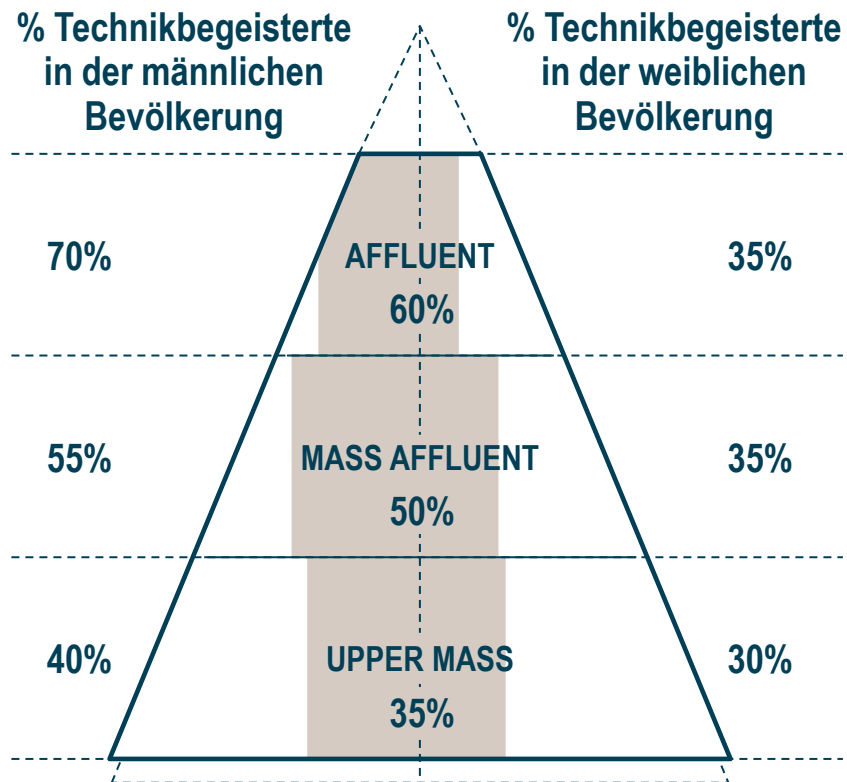 % Technikbegeisterte
in der männlichen
Bevölkerung
% Technikbegeisterte
in der weiblichen
Bevölkerung
70%
AFFLUENT
60%
35%
55%
MASS AFFLUENT
50%
35%
40%
UPPER MASS
35%
30%